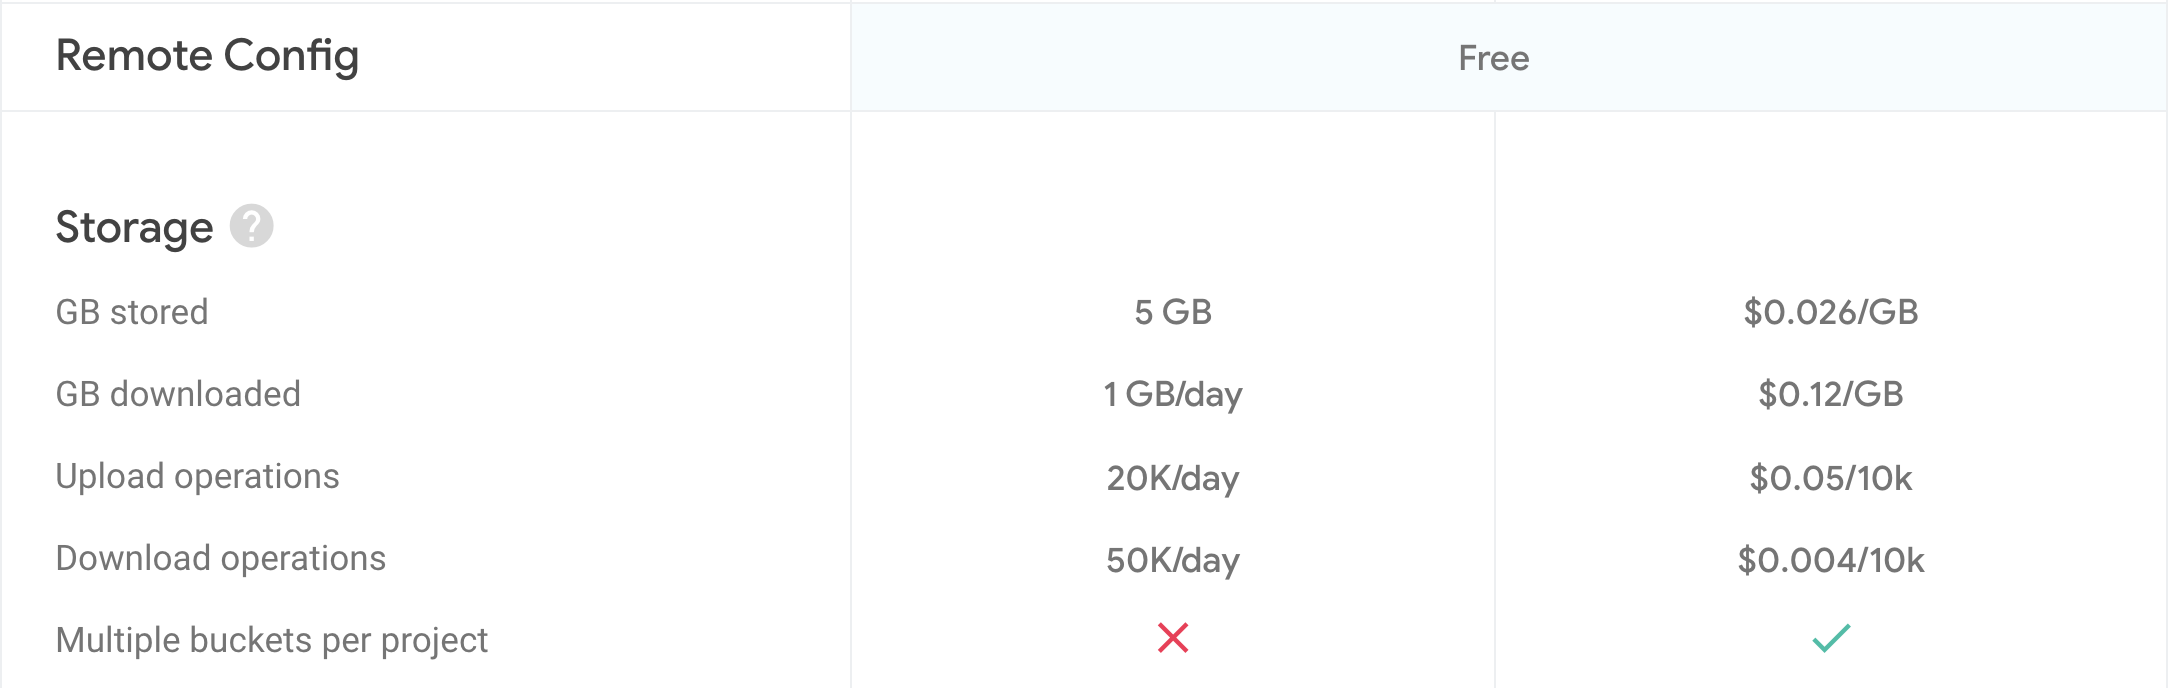 Remote Config Free
Storage ?
GB stored 5 GB $0.026/GB
GB downloaded 1 GB/day $0.12/GB
Upload operations 20K/day $0.05/10k
Download operations 50K/day $0.004/10k
Multiple buckets per project